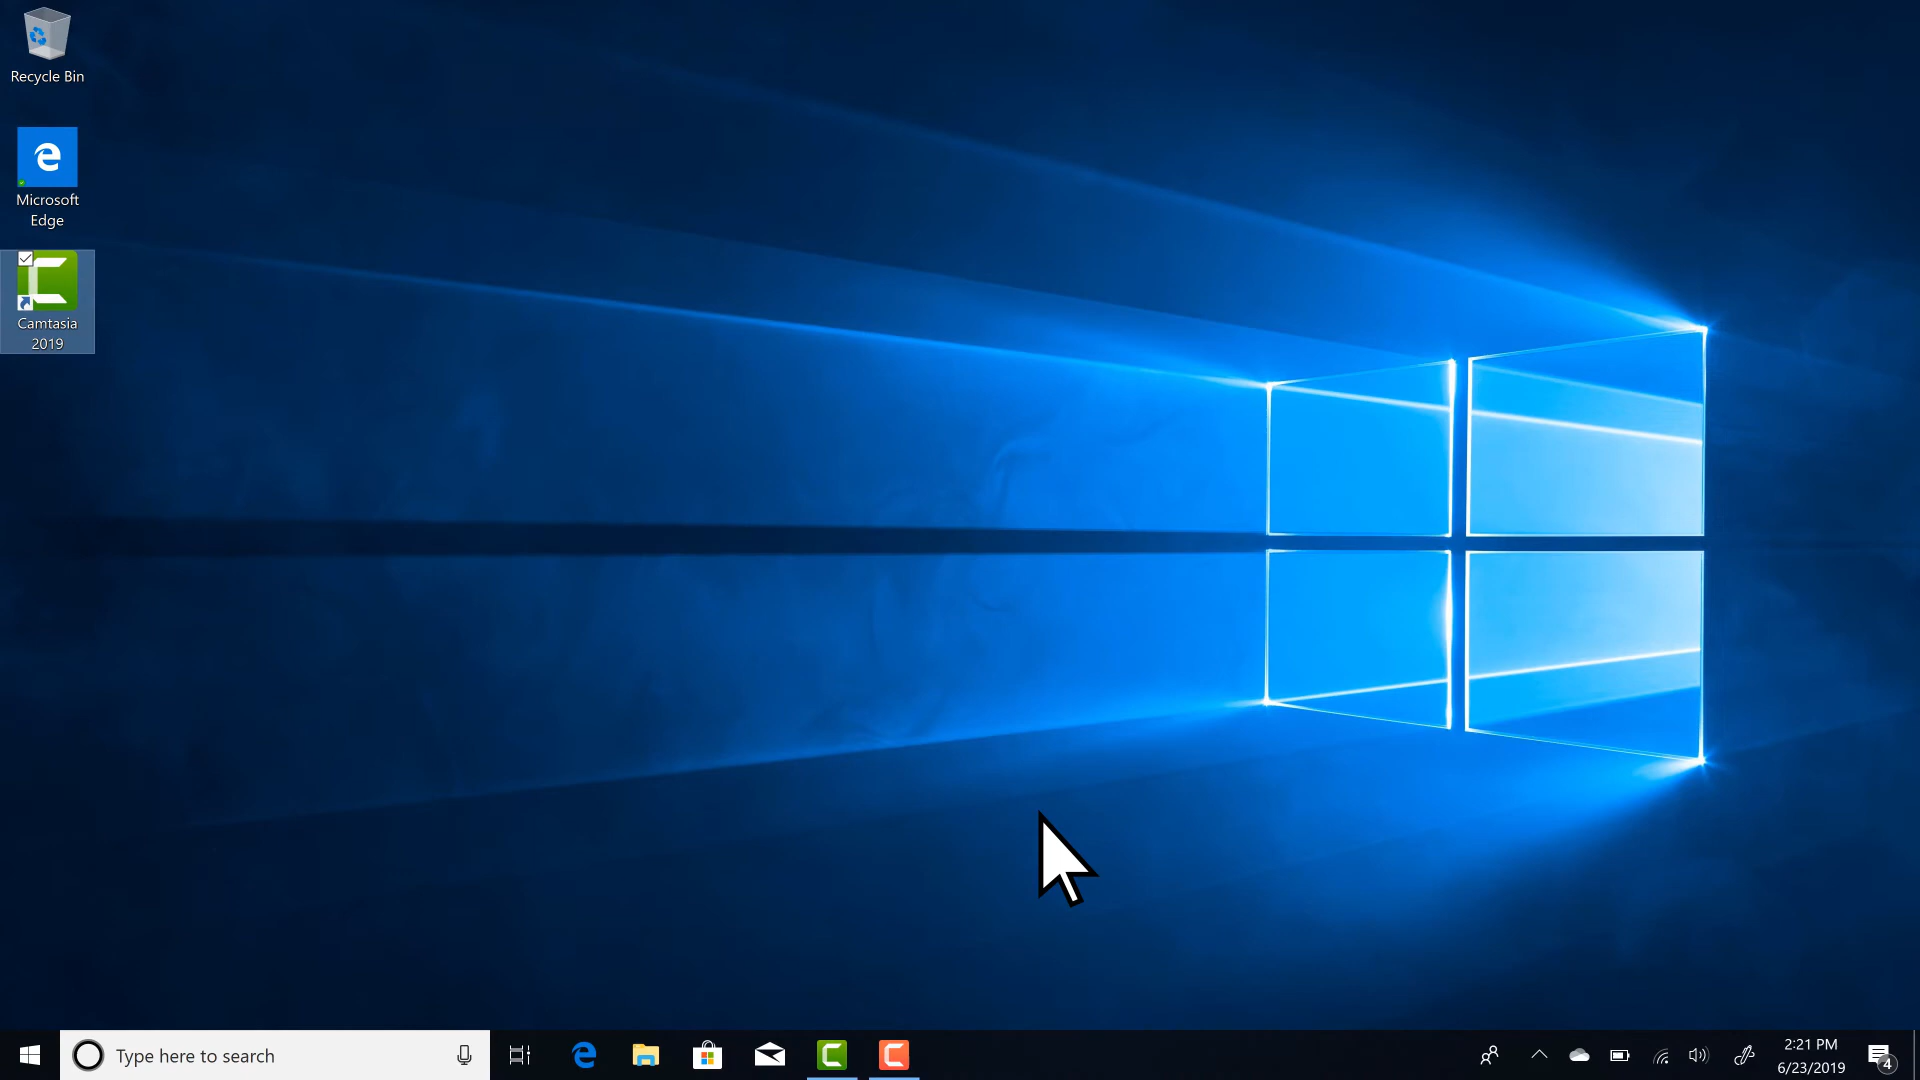 Recycle Bin
Microsoft
Edge
Camtasia
2019
Type here to search
2:21 PM
6/23/2019
4